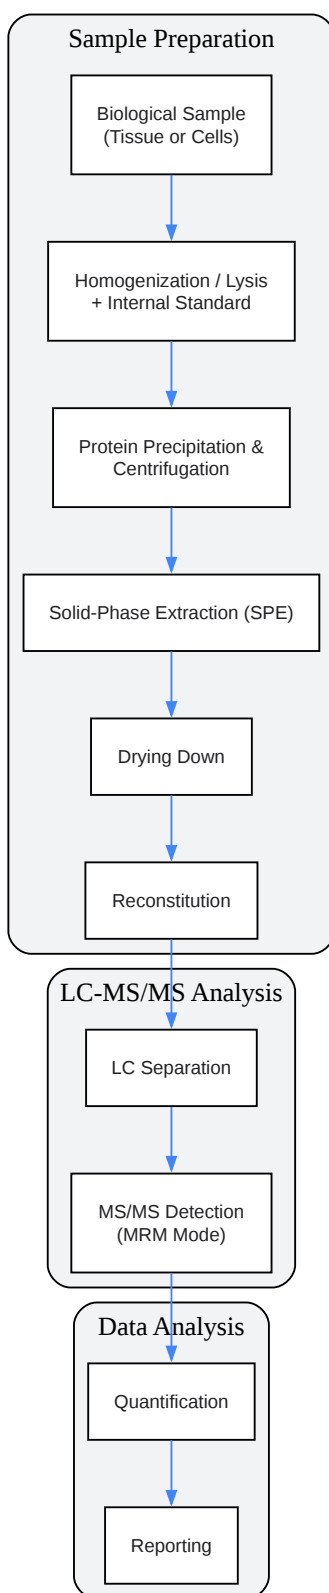 Sample Preparation
Biological Sample
(Tissue or Cells)
Homogenization / Lysis
+ Internal Standard
Protein Precipitation &
Centrifugation
Solid-Phase Extraction (SPE)
Drying Down
Reconstitution
LC-MS/MS Analysis
LC Separation
MS/MS Detection
(MRM Mode)
Data Analysis
Quantification
Reporting